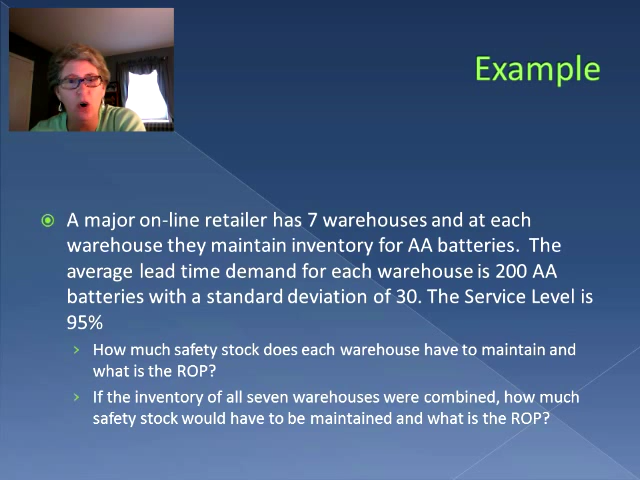 Example
A major on-line retailer has 7 warehouses and at each
warehouse they maintain inventory for AA batteries. The
average lead time demand for each warehouse is 200 AA
batteries with a standard deviation of 30. The Service Level is
95%
How much safety stock does each warehouse have to maintain and
what is the ROP?
If the inventory of all seven warehouses were combined, how much
safety stock would have to be maintained and what is the ROP?